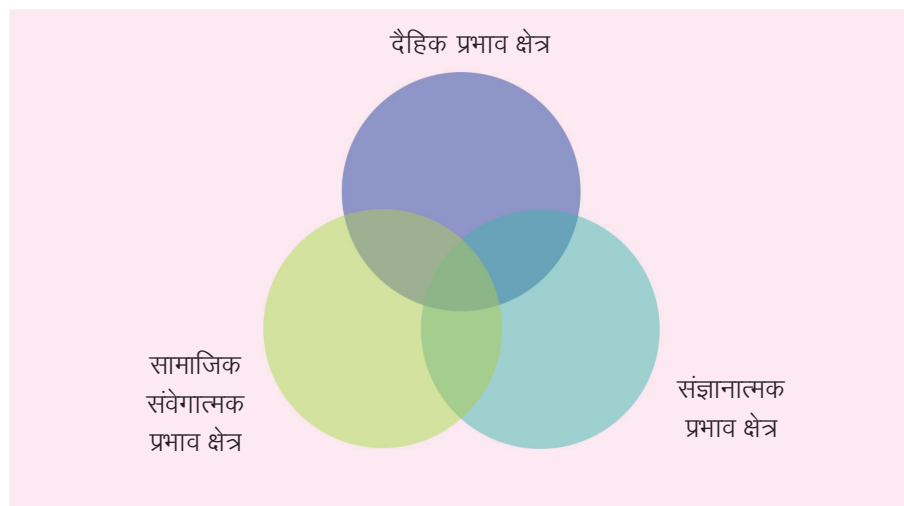 दैहिक प्रभाव क्षेत्र
सामाजिक
संवेगात्मक
प्रभाव क्षेत्र
संज्ञानात्मक
प्रभाव क्षेत्र